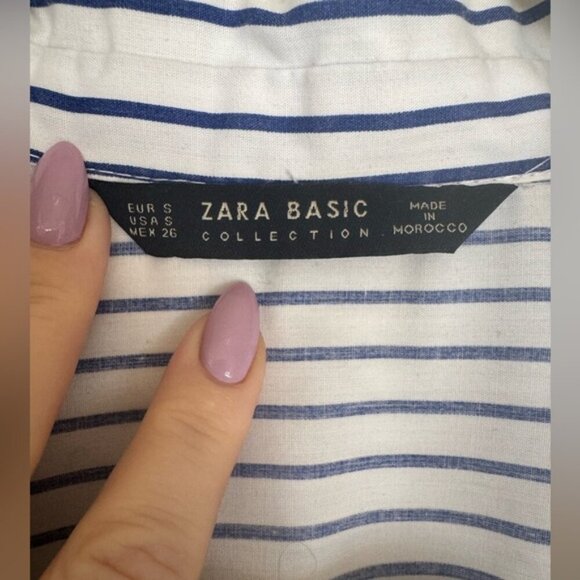 EUR S
USA S
MEX 26
ZARA BASIC
COLLECTION
MADE
IN
MOROCCO